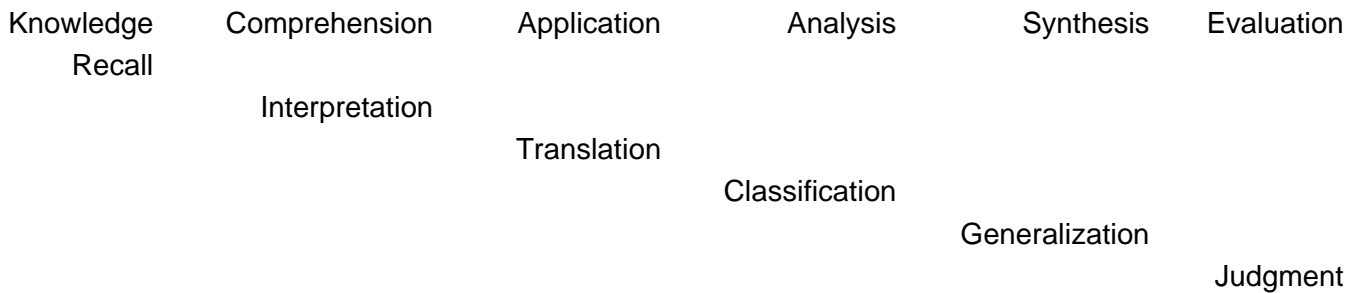 Knowledge Comprehension Application Analysis Synthesis Evaluation
Recall
Interpretation
Translation
Classification
Generalization
Judgment